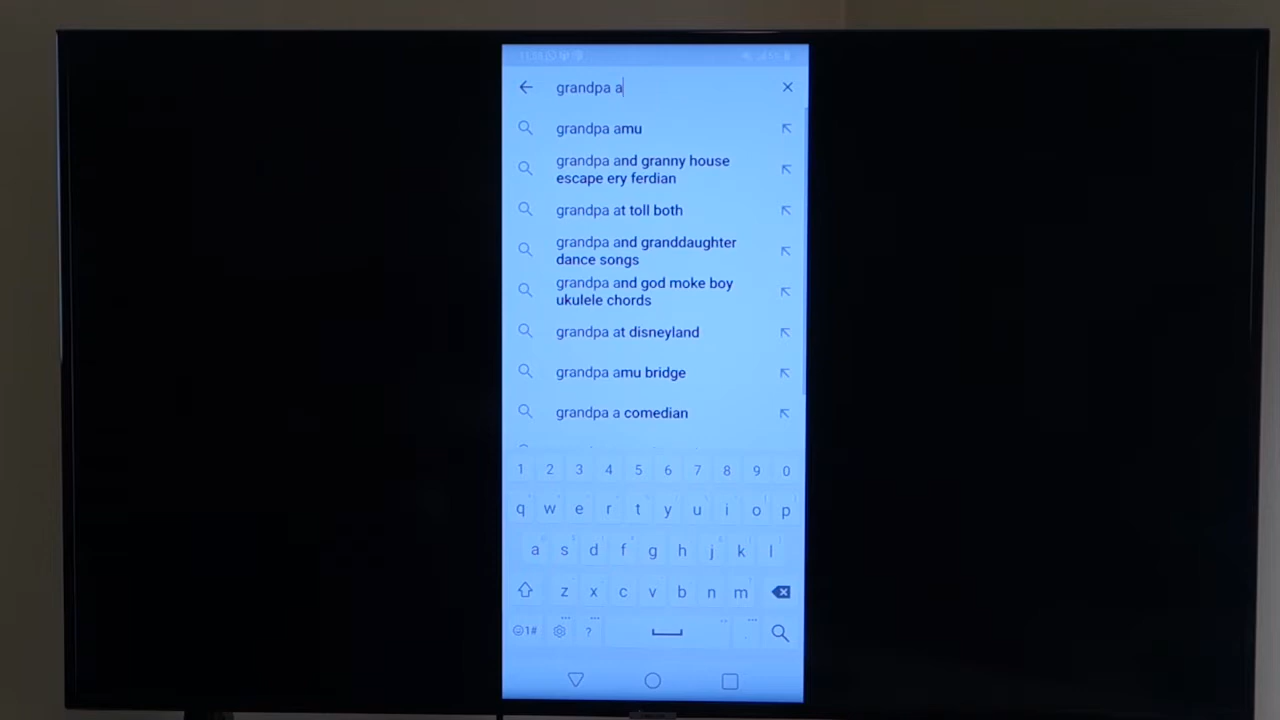 grandpa a
grandpa amu
grandpa and granny house
escape ery ferdian
grandpa at toll both
grandpa and granddaughter
dance songs
grandpa and god moke boy
ukulele chords
grandpa at disneyland
grandpa amu bridge
grandpa a comedian
1 2 3 4 5 6 7 8 9 0
q w e r t y u i o p
a s d f g h j k l
z x c v b n m
1# ? .